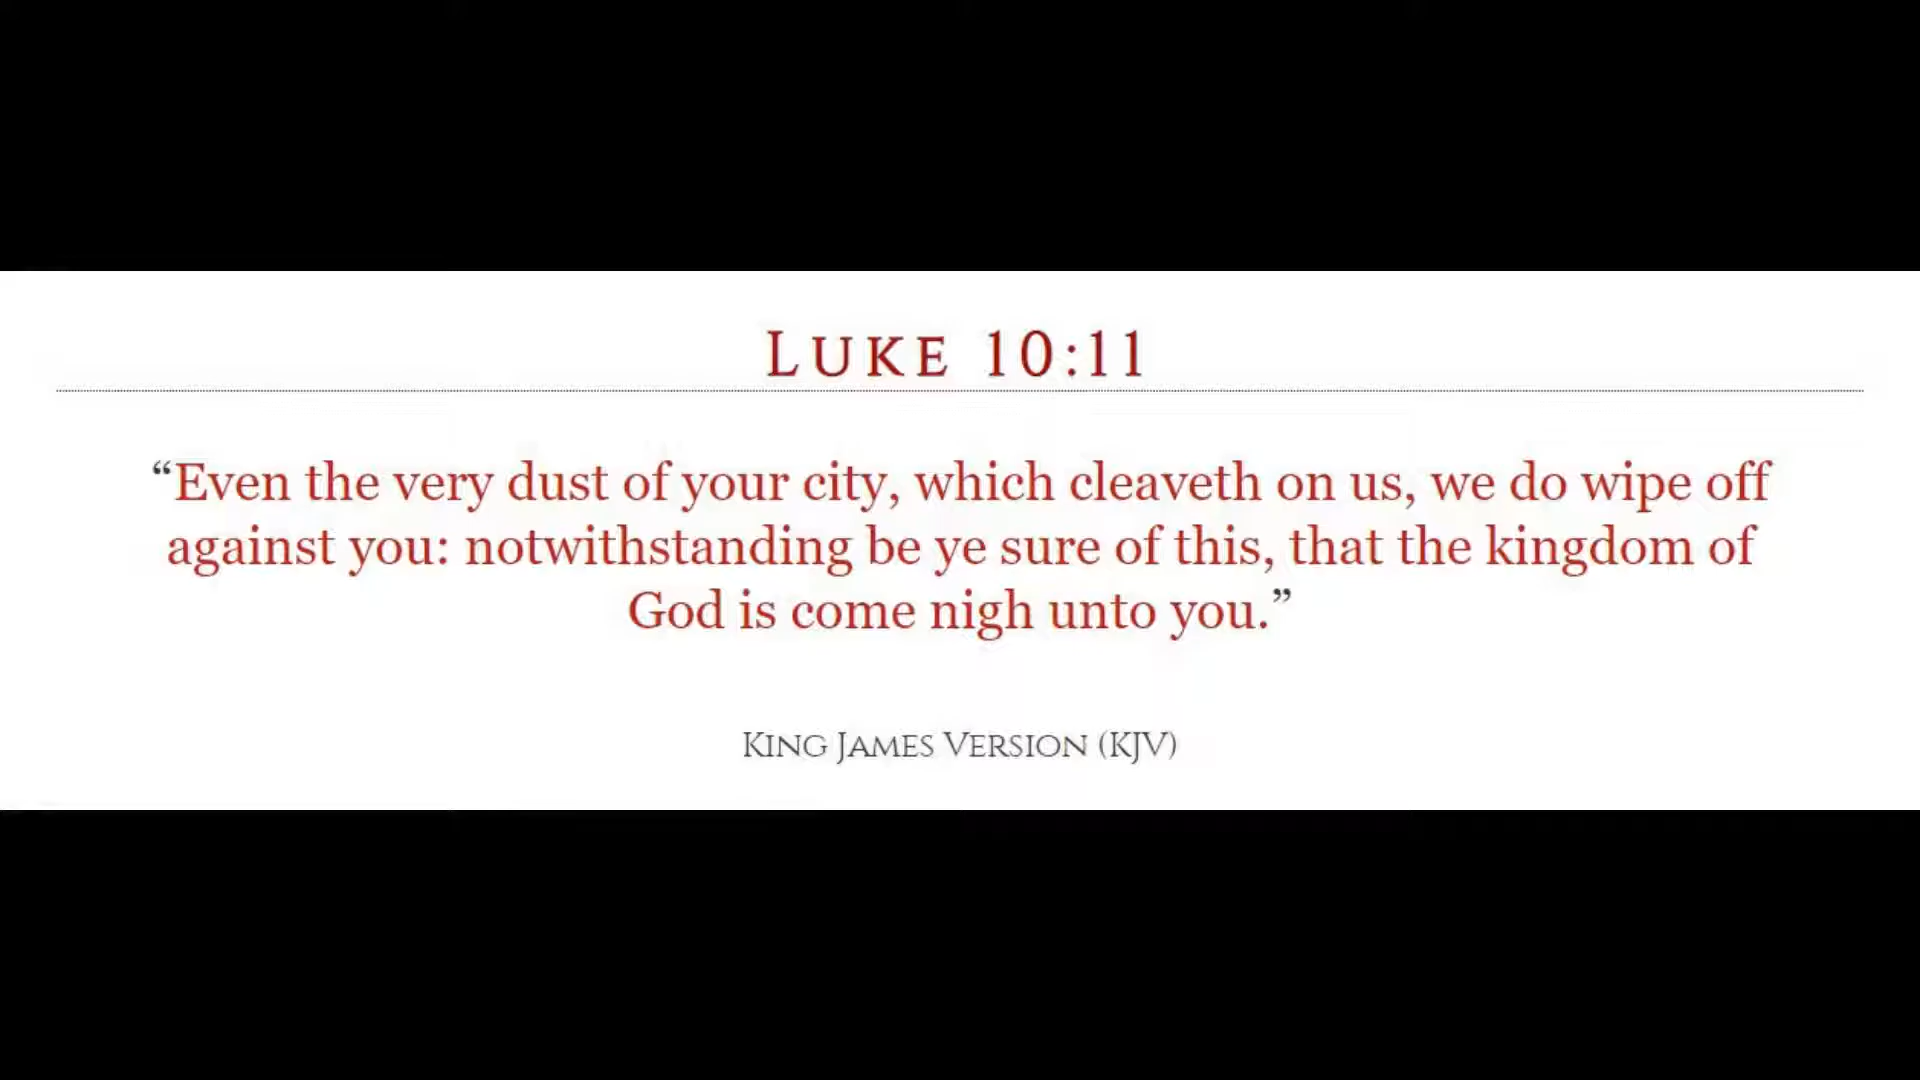 Luke 10:11
“Even the very dust of your city, which cleaveth on us, we do wipe off
against you: notwithstanding be ye sure of this, that the kingdom of
God is come nigh unto you.”
King James Version (KJV)